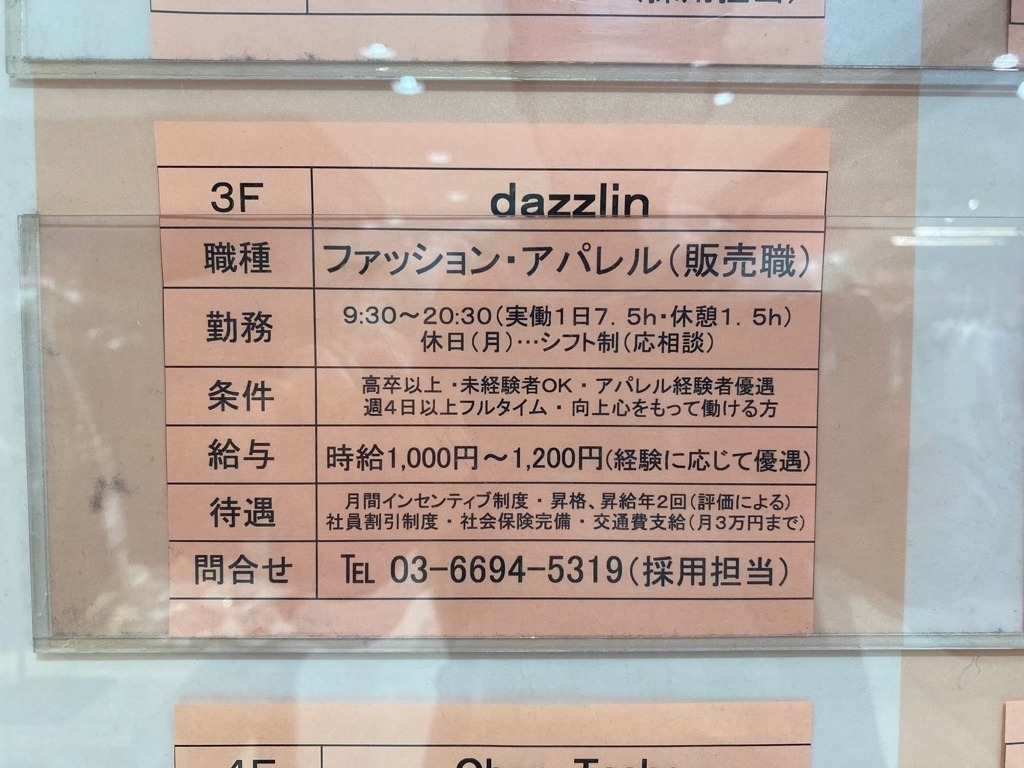 3F dazzlin
職種 ファッション・アパレル(販売職)
勤務 9:30〜20:30(実働1日7.5h・休憩1.5h)
休日(月)…シフト制(応相談)
条件 高卒以上・未経験者OK・アパレル経験者優遇
週4日以上フルタイム・向上心をもって働ける方
給与 時給1,000円〜1,200円(経験に応じて優遇)
待遇 月間インセンティブ制度・昇格、昇給年2回(評価による)
社員割引制度・社会保険完備・交通費支給(月3万円まで)
問合せ ℡ 03-6694-5319(採用担当)